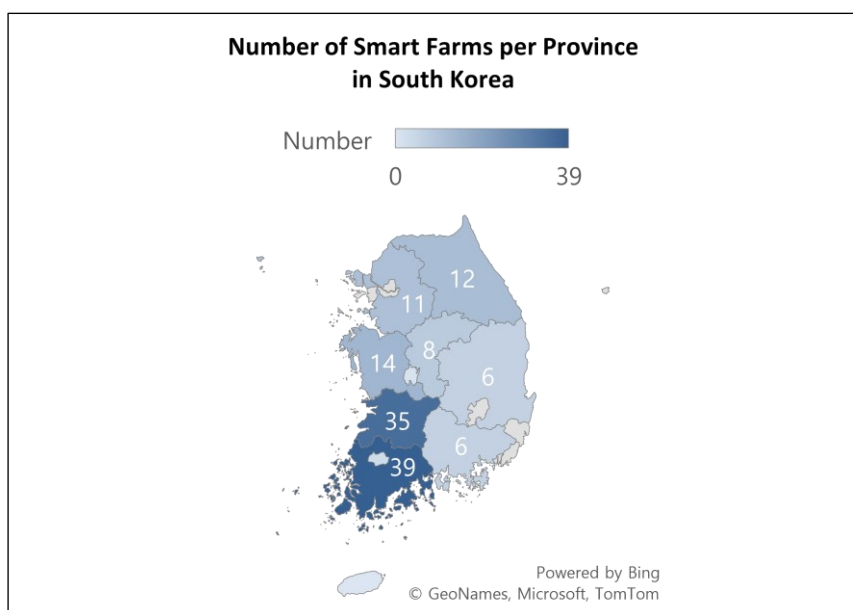 Number of Smart Farms per Province
in South Korea
Number
0 39
12
11
8
14
6
35
6
39
Powered by Bing
© GeoNames, Microsoft, TomTom